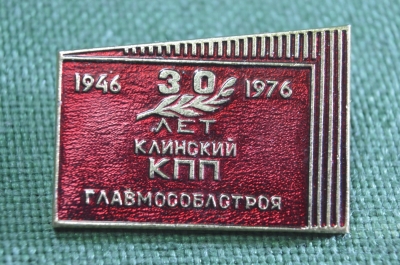 1946 30 1976
ЛЕТ
КЛИНСКИЙ
КПП
ГЛАВМОСОБЛСТРОЯ